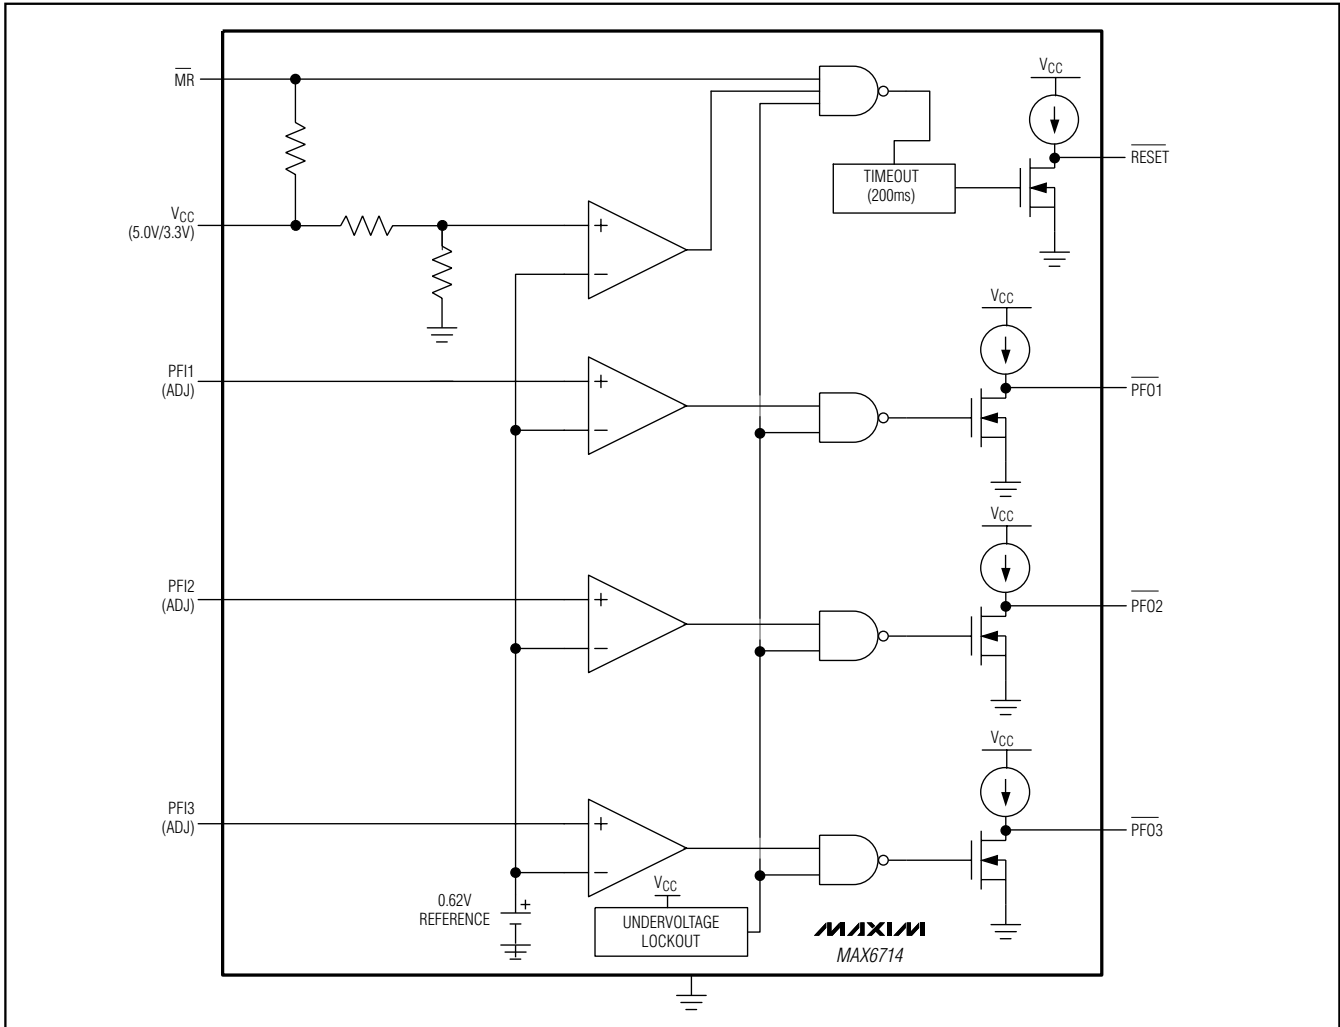 MR
VCC
RESET
TIMEOUT
(200ms)
VCC
(5.0V/3.3V)
VCC
PFI1
(ADJ)
PFO1
VCC
PFI2
(ADJ)
PFO2
VCC
PFI3
(ADJ)
PFO3
VCC
0.62V
REFERENCE
UNDERVOLTAGE
LOCKOUT
MAXIM
MAX6714